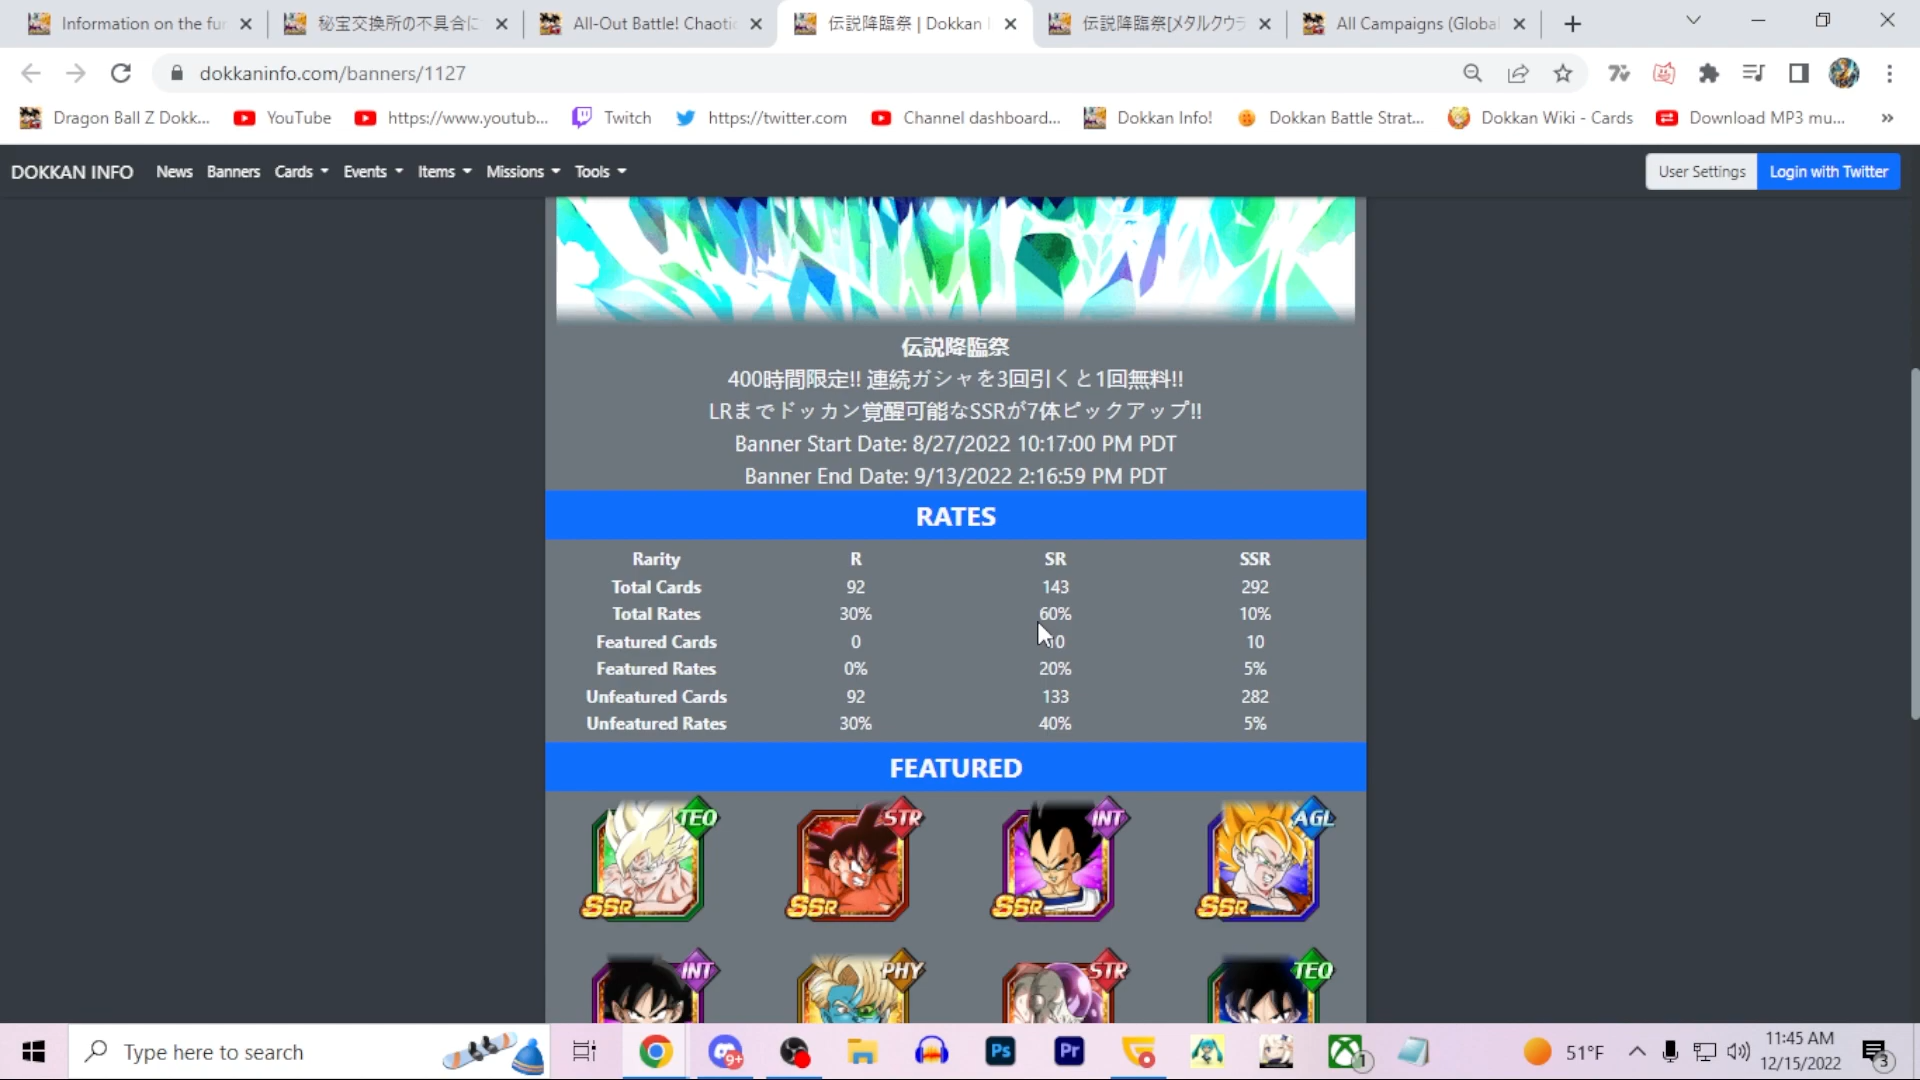 Information on the fur
秘宝交換所の不具合に
All-Out Battle! Chaotic
伝説降臨祭 | Dokkan I
伝説降臨祭[メタルクウラ
All Campaigns (Global
dokkaninfo.com/banners/1127
Dragon Ball Z Dokk...
YouTube
https://www.youtub...
Twitch
https://twitter.com
Channel dashboard...
Dokkan Info!
Dokkan Battle Strat...
Dokkan Wiki - Cards
Download MP3 mu...
»
DOKKAN INFO
News
Banners
Cards
Events
Items
Missions
Tools
User Settings
Login with Twitter
伝説降臨祭
400時間限定!! 連続ガシャを3回引くと1回無料!!
LRまでドッカン覚醒可能なSSRが7体ピックアップ!!
Banner Start Date: 8/27/2022 10:17:00 PM PDT
Banner End Date: 9/13/2022 2:16:59 PM PDT
RATES
Rarity R SR SSR
Total Cards 92 143 292
Total Rates 30% 60% 10%
Featured Cards 0 10 10
Featured Rates 0% 20% 5%
Unfeatured Cards 92 133 282
Unfeatured Rates 30% 40% 5%
FEATURED
TEQ STR INT AGL
SSR SSR SSR SSR
INT PHY STR TEQ
Type here to search
9+
Ps
Pr
1
51°F
11:45 AM
12/15/2022
3